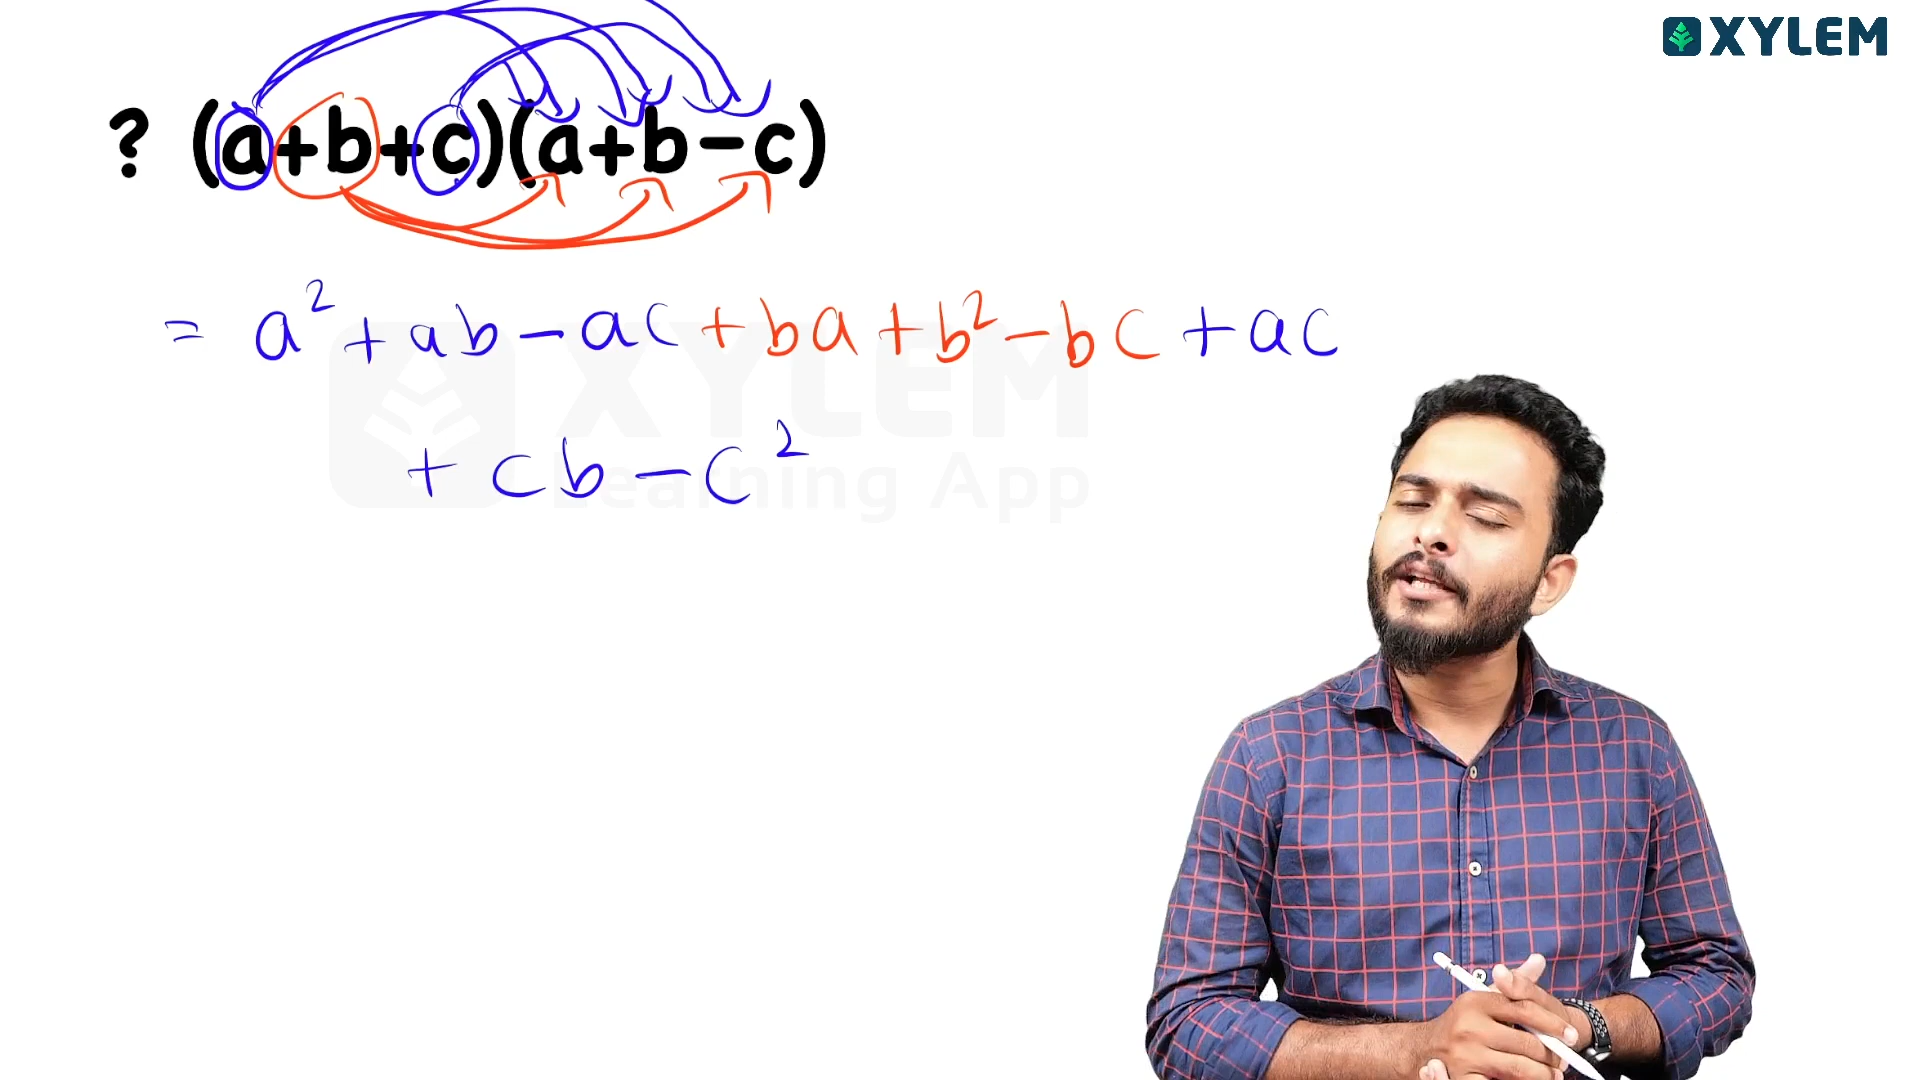 XYLEM
? (a+b+c)(a+b-c)
= a² + ab - ac + ba + b² - bc + ac
+ cb - c²
XYLEM
Learning App